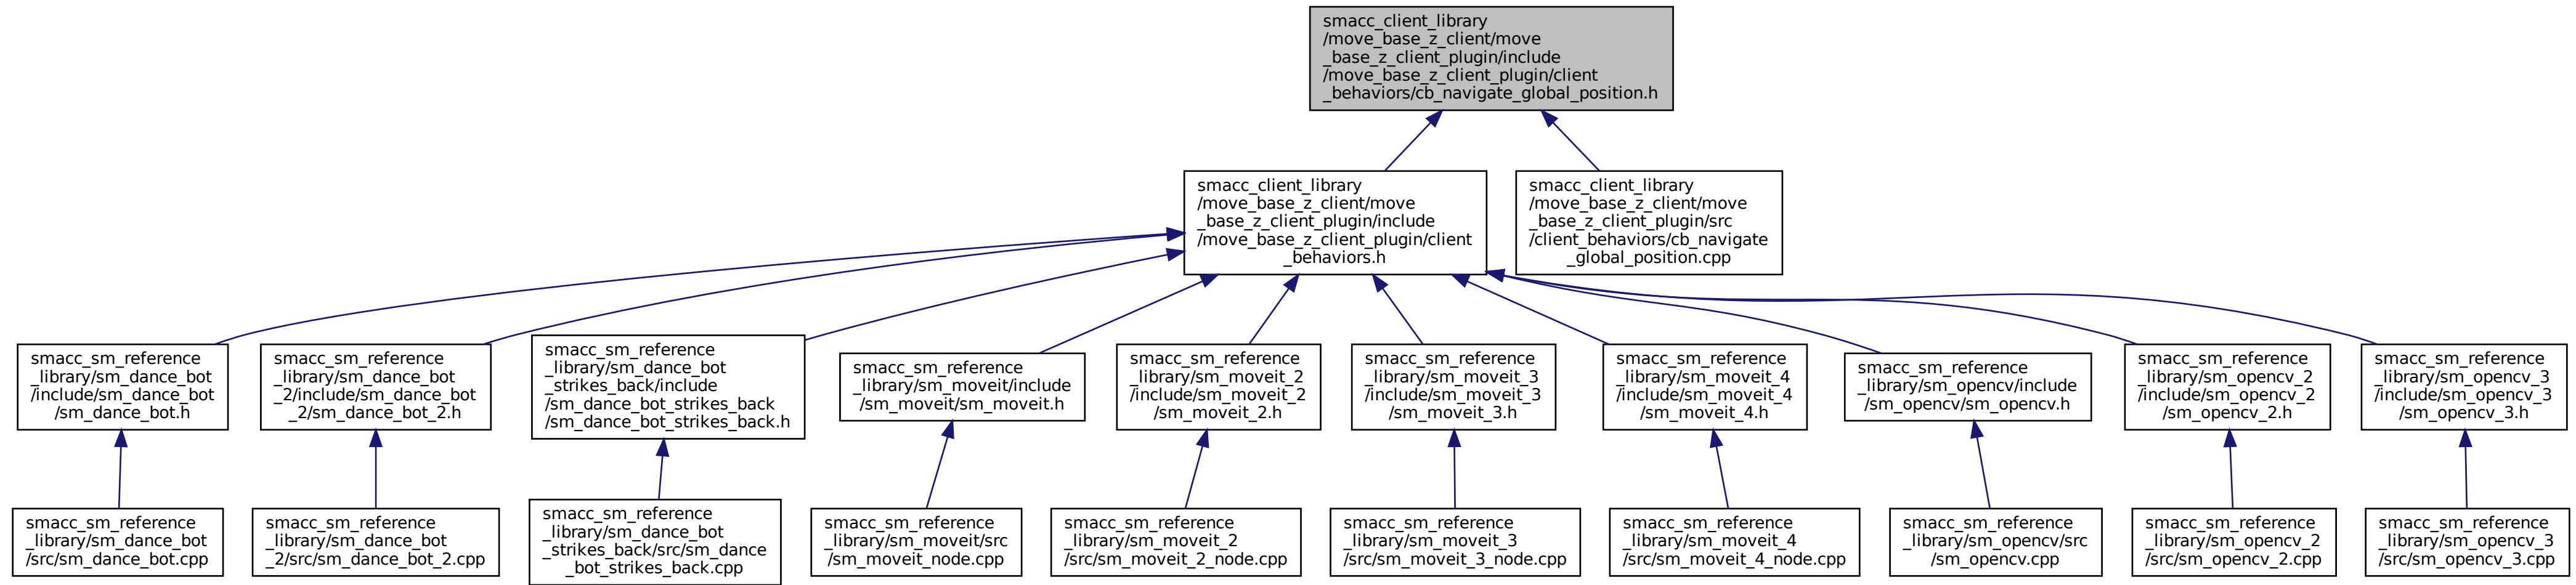 smacc_client_library
/move_base_z_client/move
_base_z_client_plugin/include
/move_base_z_client_plugin/client
_behaviors/cb_navigate_global_position.h
smacc_client_library
/move_base_z_client/move
_base_z_client_plugin/include
/move_base_z_client_plugin/client
_behaviors.h
smacc_client_library
/move_base_z_client/move
_base_z_client_plugin/src
/client_behaviors/cb_navigate
_global_position.cpp
smacc_sm_reference
_library/sm_dance_bot
/include/sm_dance_bot
/sm_dance_bot.h
smacc_sm_reference
_library/sm_dance_bot
_2/include/sm_dance_bot
_2/sm_dance_bot_2.h
smacc_sm_reference
_library/sm_dance_bot
_strikes_back/include
/sm_dance_bot_strikes_back
/sm_dance_bot_strikes_back.h
smacc_sm_reference
_library/sm_moveit/include
/sm_moveit/sm_moveit.h
smacc_sm_reference
_library/sm_moveit_2
/include/sm_moveit_2
/sm_moveit_2.h
smacc_sm_reference
_library/sm_moveit_3
/include/sm_moveit_3
/sm_moveit_3.h
smacc_sm_reference
_library/sm_moveit_4
/include/sm_moveit_4
/sm_moveit_4.h
smacc_sm_reference
_library/sm_opencv/include
/sm_opencv/sm_opencv.h
smacc_sm_reference
_library/sm_opencv_2
/include/sm_opencv_2
/sm_opencv_2.h
smacc_sm_reference
_library/sm_opencv_3
/include/sm_opencv_3
/sm_opencv_3.h
smacc_sm_reference
_library/sm_dance_bot
/src/sm_dance_bot.cpp
smacc_sm_reference
_library/sm_dance_bot
_2/src/sm_dance_bot_2.cpp
smacc_sm_reference
_library/sm_dance_bot
_strikes_back/src/sm_dance
_bot_strikes_back.cpp
smacc_sm_reference
_library/sm_moveit/src
/sm_moveit_node.cpp
smacc_sm_reference
_library/sm_moveit_2
/src/sm_moveit_2_node.cpp
smacc_sm_reference
_library/sm_moveit_3
/src/sm_moveit_3_node.cpp
smacc_sm_reference
_library/sm_moveit_4
/src/sm_moveit_4_node.cpp
smacc_sm_reference
_library/sm_opencv/src
/sm_opencv.cpp
smacc_sm_reference
_library/sm_opencv_2
/src/sm_opencv_2.cpp
smacc_sm_reference
_library/sm_opencv_3
/src/sm_opencv_3.cpp